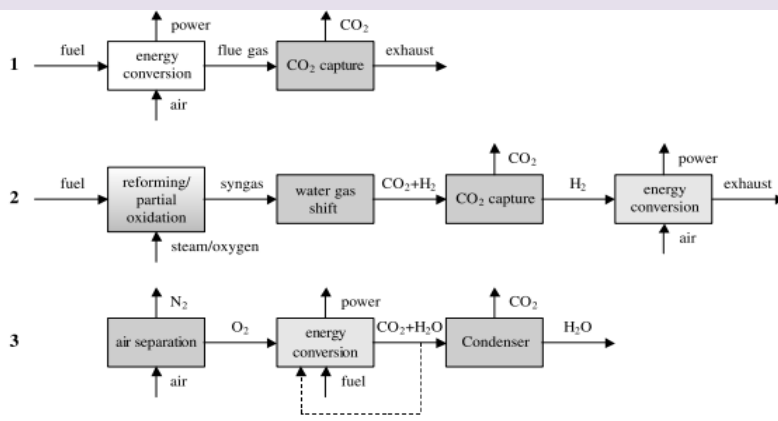 power
CO₂
fuel
flue gas
exhaust
1
energy
conversion
CO₂ capture
air
CO₂
power
fuel
reforming/
partial
oxidation
syngas
water gas
shift
CO₂+H₂
CO₂ capture
H₂
energy
conversion
exhaust
2
steam/oxygen
air
N₂
power
CO₂
O₂
CO₂+H₂O
H₂O
3
air separation
energy
conversion
Condenser
air
fuel